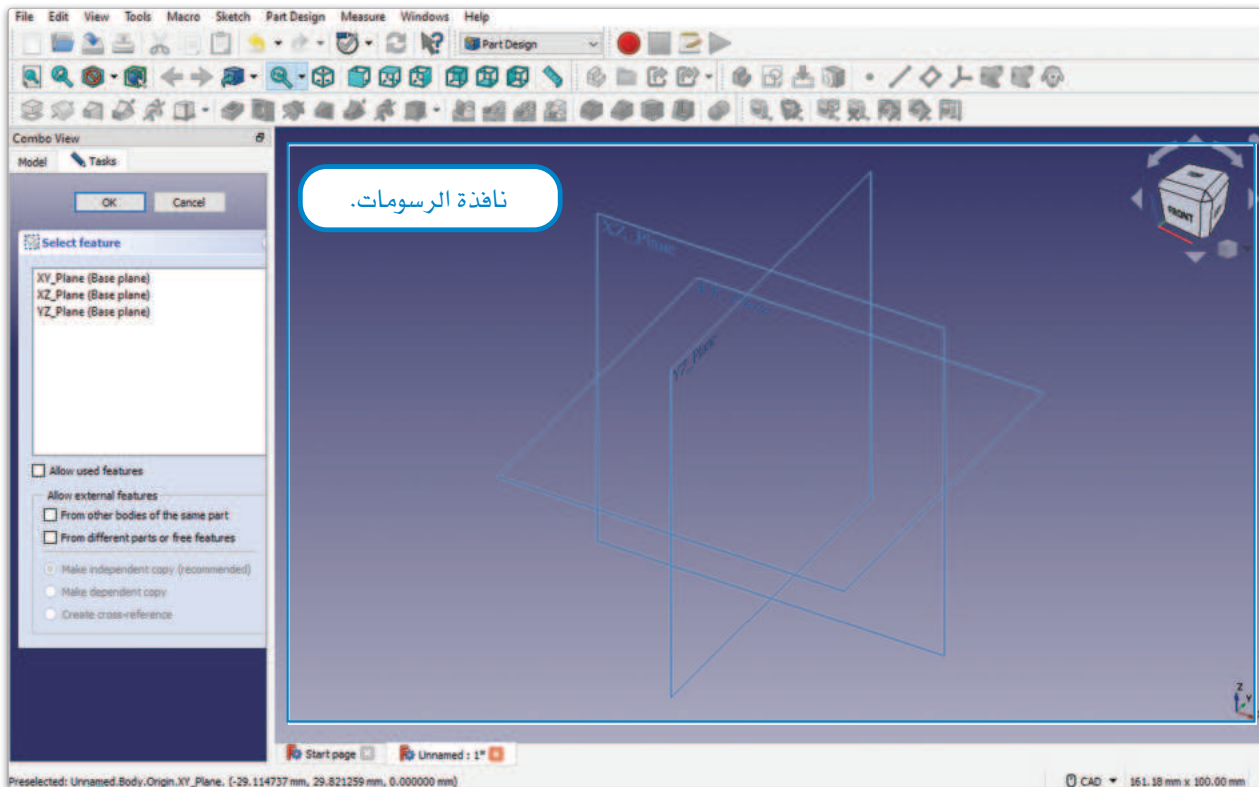 File Edit View Tools Macro Sketch Part Design Measure Windows Help
Part Design
Combo View
Model Tasks
OK Cancel
Select feature
XY_Plane (Base plane)
XZ_Plane (Base plane)
YZ_Plane (Base plane)
Allow used features
Allow external features
From other bodies of the same part
From different parts or free features
Make independent copy (recommended)
Make dependent copy
Create cross-reference
نافذة الرسومات.
XZ_Plane
YZ_Plane
FRONT
Z
Y
Start page
Unnamed : 1*
Preselected: Unnamed.Body.Origin.XY_Plane. (-29.114737 mm, 29.821259 mm, 0.000000 mm)
CAD 161.18 mm x 100.00 mm